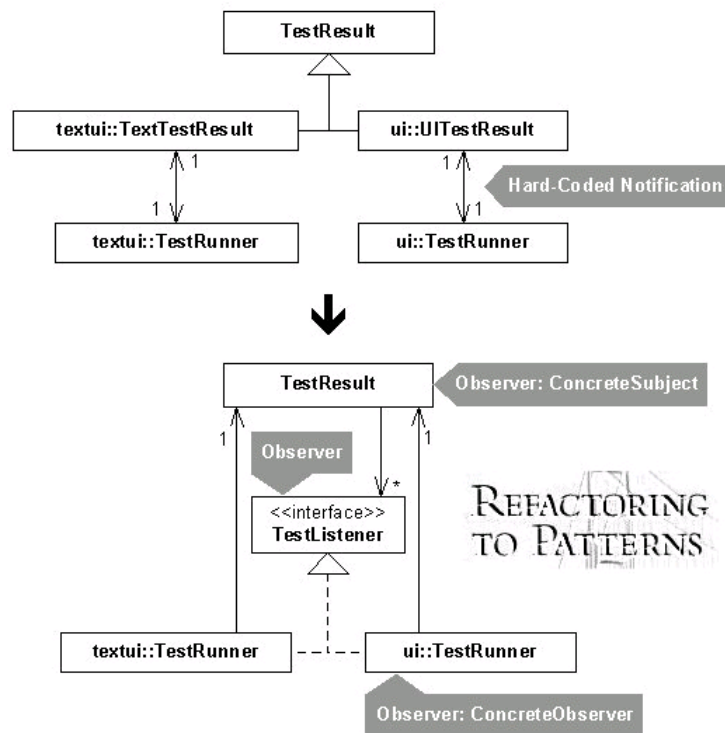 TestResult
textui::TextTestResult
ui::UITestResult
1
1
Hard-Coded Notification
1
1
textui::TestRunner
ui::TestRunner
TestResult
Observer: ConcreteSubject
1
1
Observer
*
<<interface>>
TestListener
REFACTORING
TO PATTERNS
textui::TestRunner
ui::TestRunner
Observer: ConcreteObserver